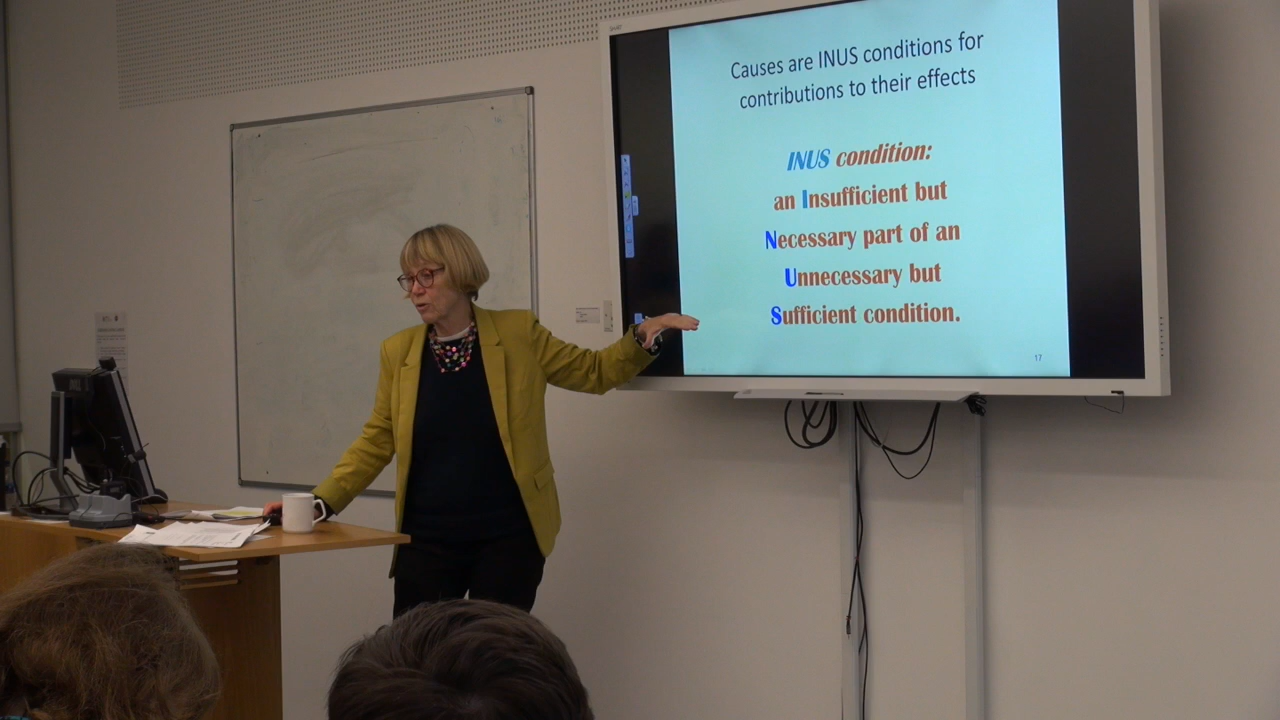 Causes are INUS conditions for
contributions to their effects
INUS condition:
an Insufficient but
Necessary part of an
Unnecessary but
Sufficient condition.
17